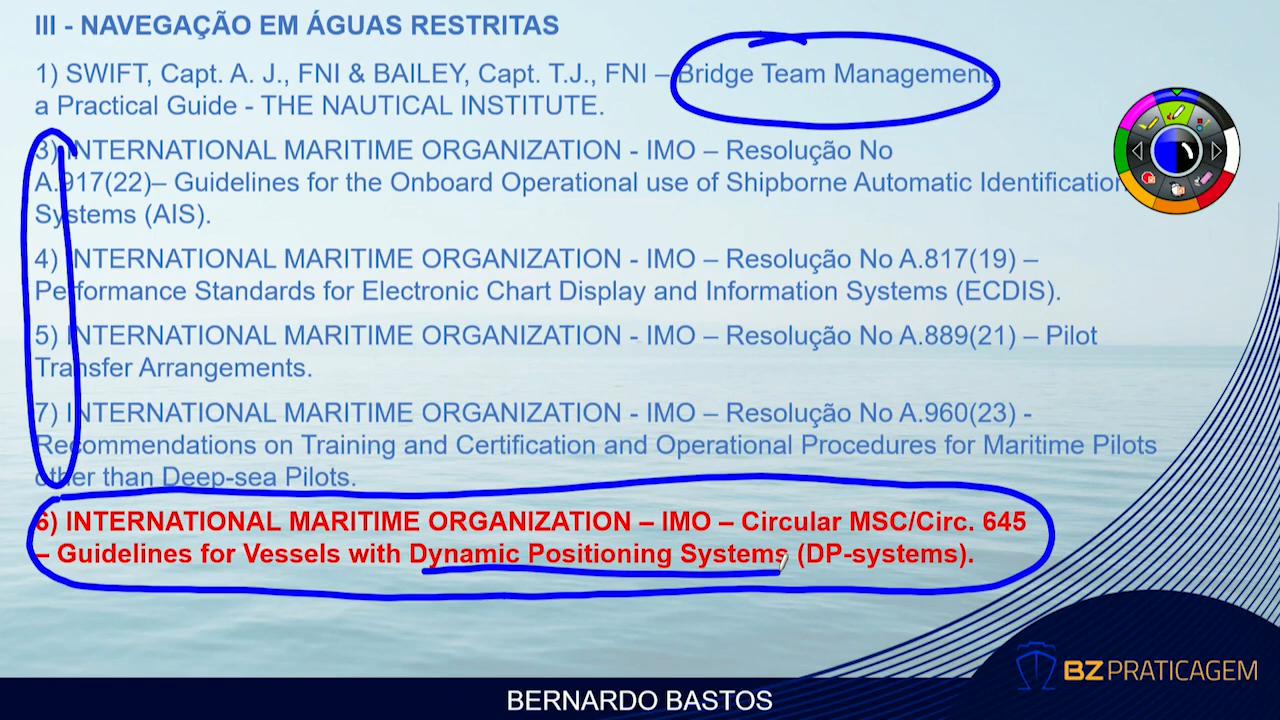 III - NAVEGAÇÃO EM ÁGUAS RESTRITAS
1) SWIFT, Capt. A. J., FNI & BAILEY, Capt. T.J., FNI – Bridge Team Management,
a Practical Guide - THE NAUTICAL INSTITUTE.
3) INTERNATIONAL MARITIME ORGANIZATION - IMO – Resolução No
A.917(22)– Guidelines for the Onboard Operational use of Shipborne Automatic Identification
Systems (AIS).
4) INTERNATIONAL MARITIME ORGANIZATION - IMO – Resolução No A.817(19) –
Performance Standards for Electronic Chart Display and Information Systems (ECDIS).
5) INTERNATIONAL MARITIME ORGANIZATION - IMO – Resolução No A.889(21) – Pilot
Transfer Arrangements.
7) INTERNATIONAL MARITIME ORGANIZATION - IMO – Resolução No A.960(23) -
Recommendations on Training and Certification and Operational Procedures for Maritime Pilots
other than Deep-sea Pilots.
6) INTERNATIONAL MARITIME ORGANIZATION – IMO – Circular MSC/Circ. 645
– Guidelines for Vessels with Dynamic Positioning Systems (DP-systems).
BZPRATICAGEM
BERNARDO BASTOS